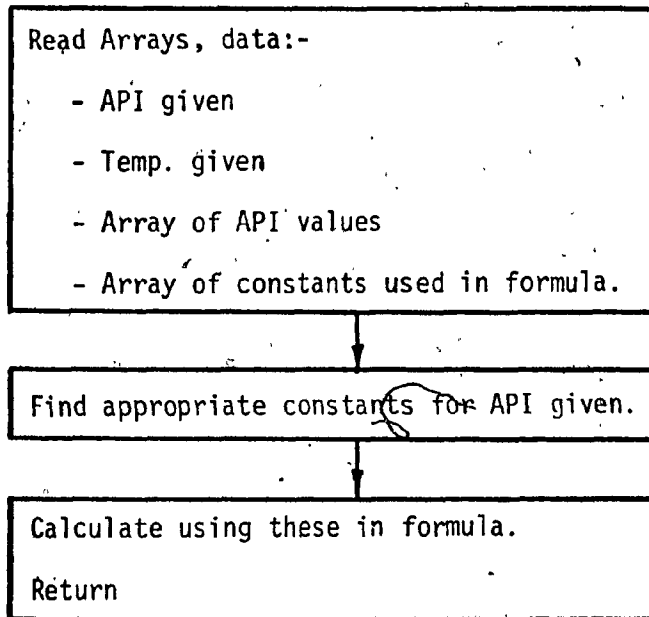 Read Arrays, data:-
- API given
- Temp. given
- Array of API values
- Array of constants used in formula.
Find appropriate constants for API given.
Calculate using these in formula.
Return